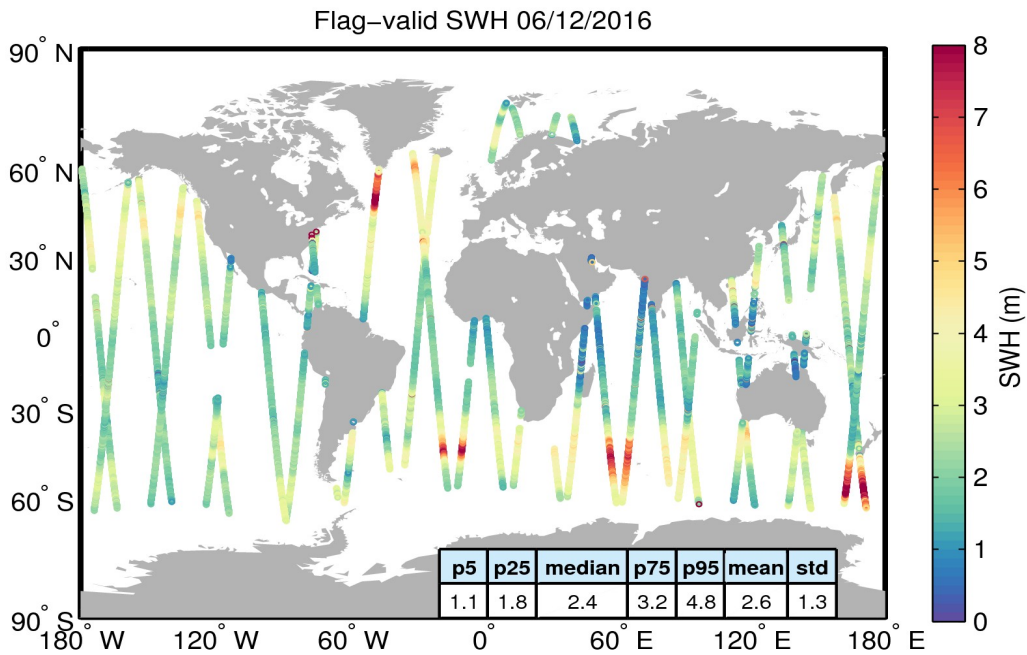 Flag-valid SWH 06/12/2016
90° N
60° N
30° N
0°
30° S
60° S
90° S
180° W
120° W
60° W
0°
60° E
120° E
180° E
p5 p25 median p75 p95 mean std
1.1 1.8 2.4 3.2 4.8 2.6 1.3
8
7
6
5
4
3
2
1
0
SWH (m)